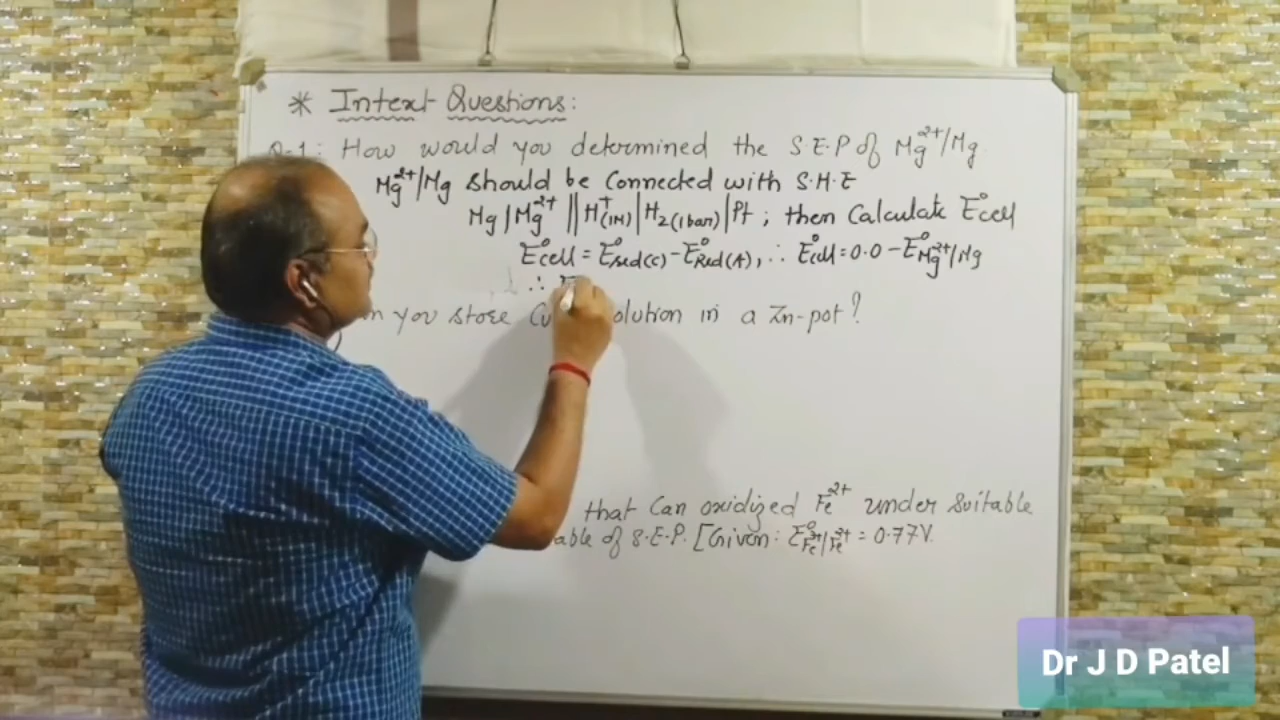 * Intext Questions:
Q-1: How would you determined the S.E.P of Mg²⁺/Mg
Mg²⁺/Mg should be connected with S.H.E
Mg | Mg²⁺ || H⁺(1M) | H₂(1bar) | Pt ; then Calculate E°cell
E°cell = E°red(c) - E°Red(A), ∴ E°cell = 0.0 - E°Mg²⁺/Mg
∴
you store solution in a Zn-pot?
that Can oxidized Fe²⁺ under suitable
of S.E.P. [Given: E°Fe³⁺/Fe²⁺ = 0.77V.
Dr J D Patel